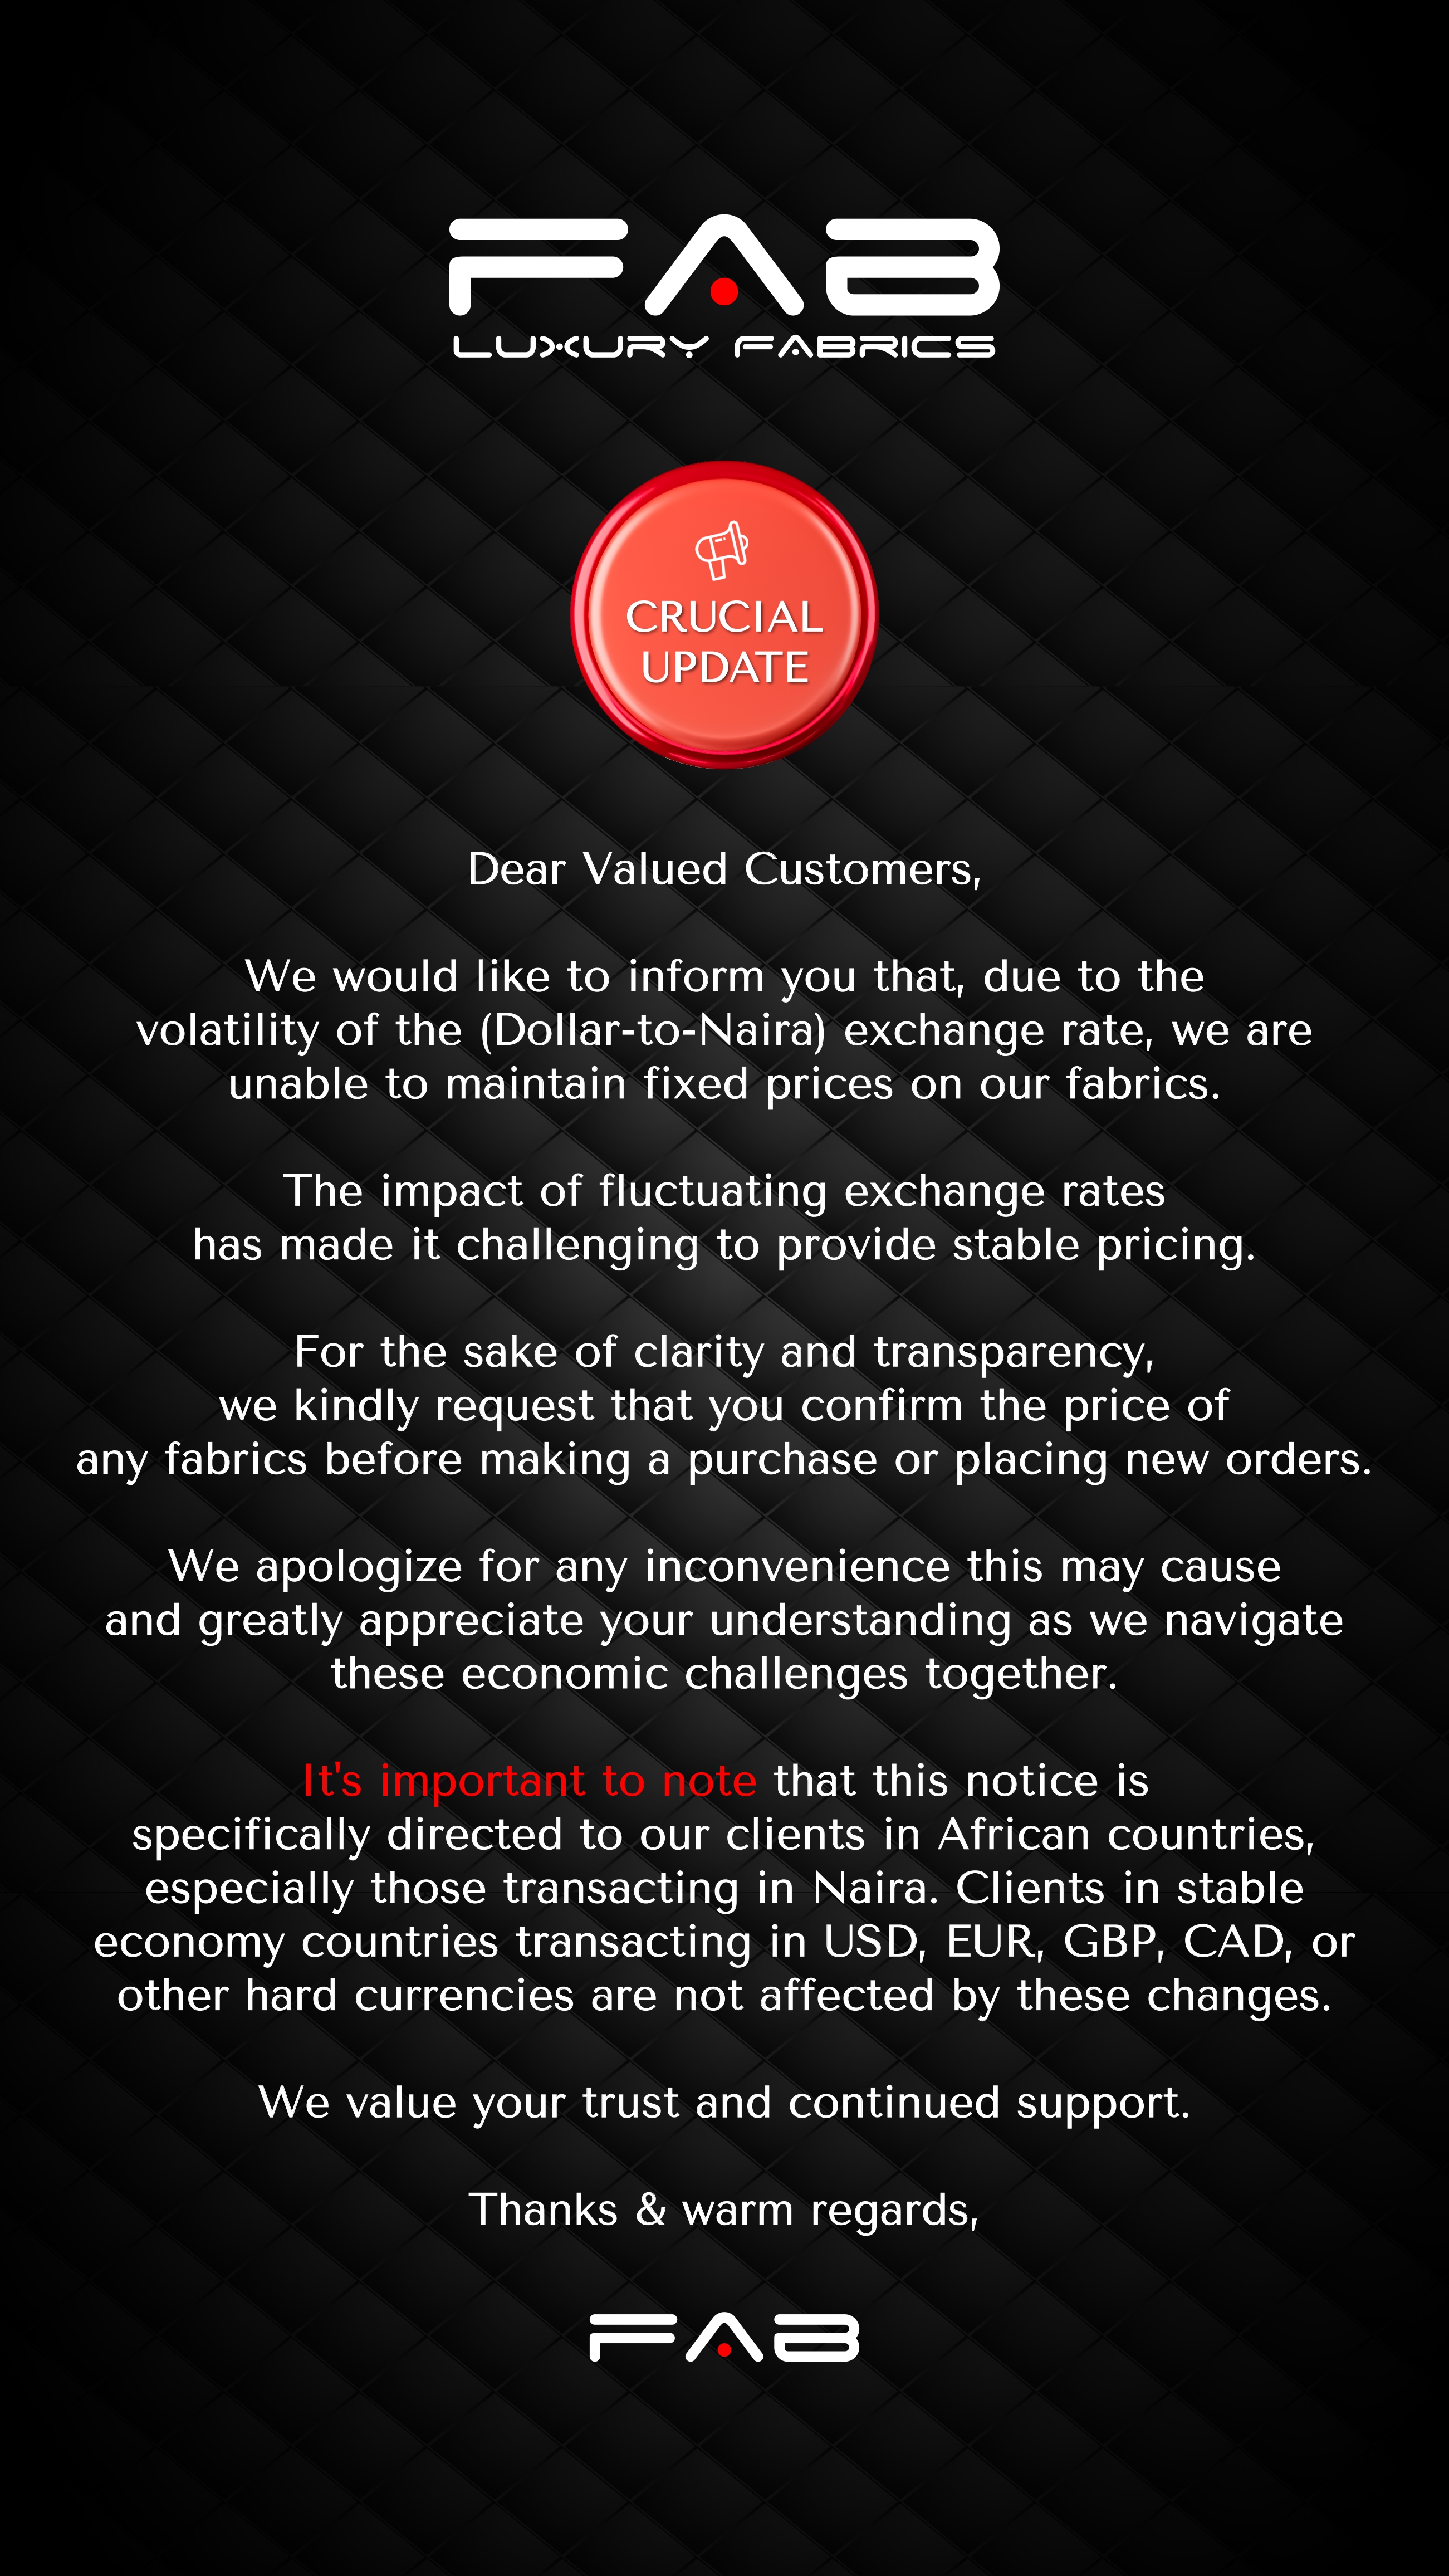 FAB
LUXURY FABRICS
CRUCIAL
UPDATE
Dear Valued Customers,
We would like to inform you that, due to the
volatility of the (Dollar-to-Naira) exchange rate, we are
unable to maintain fixed prices on our fabrics.
The impact of fluctuating exchange rates
has made it challenging to provide stable pricing.
For the sake of clarity and transparency,
we kindly request that you confirm the price of
any fabrics before making a purchase or placing new orders.
We apologize for any inconvenience this may cause
and greatly appreciate your understanding as we navigate
these economic challenges together.
It's important to note that this notice is
specifically directed to our clients in African countries,
especially those transacting in Naira. Clients in stable
economy countries transacting in USD, EUR, GBP, CAD, or
other hard currencies are not affected by these changes.
We value your trust and continued support.
Thanks & warm regards,
FAB